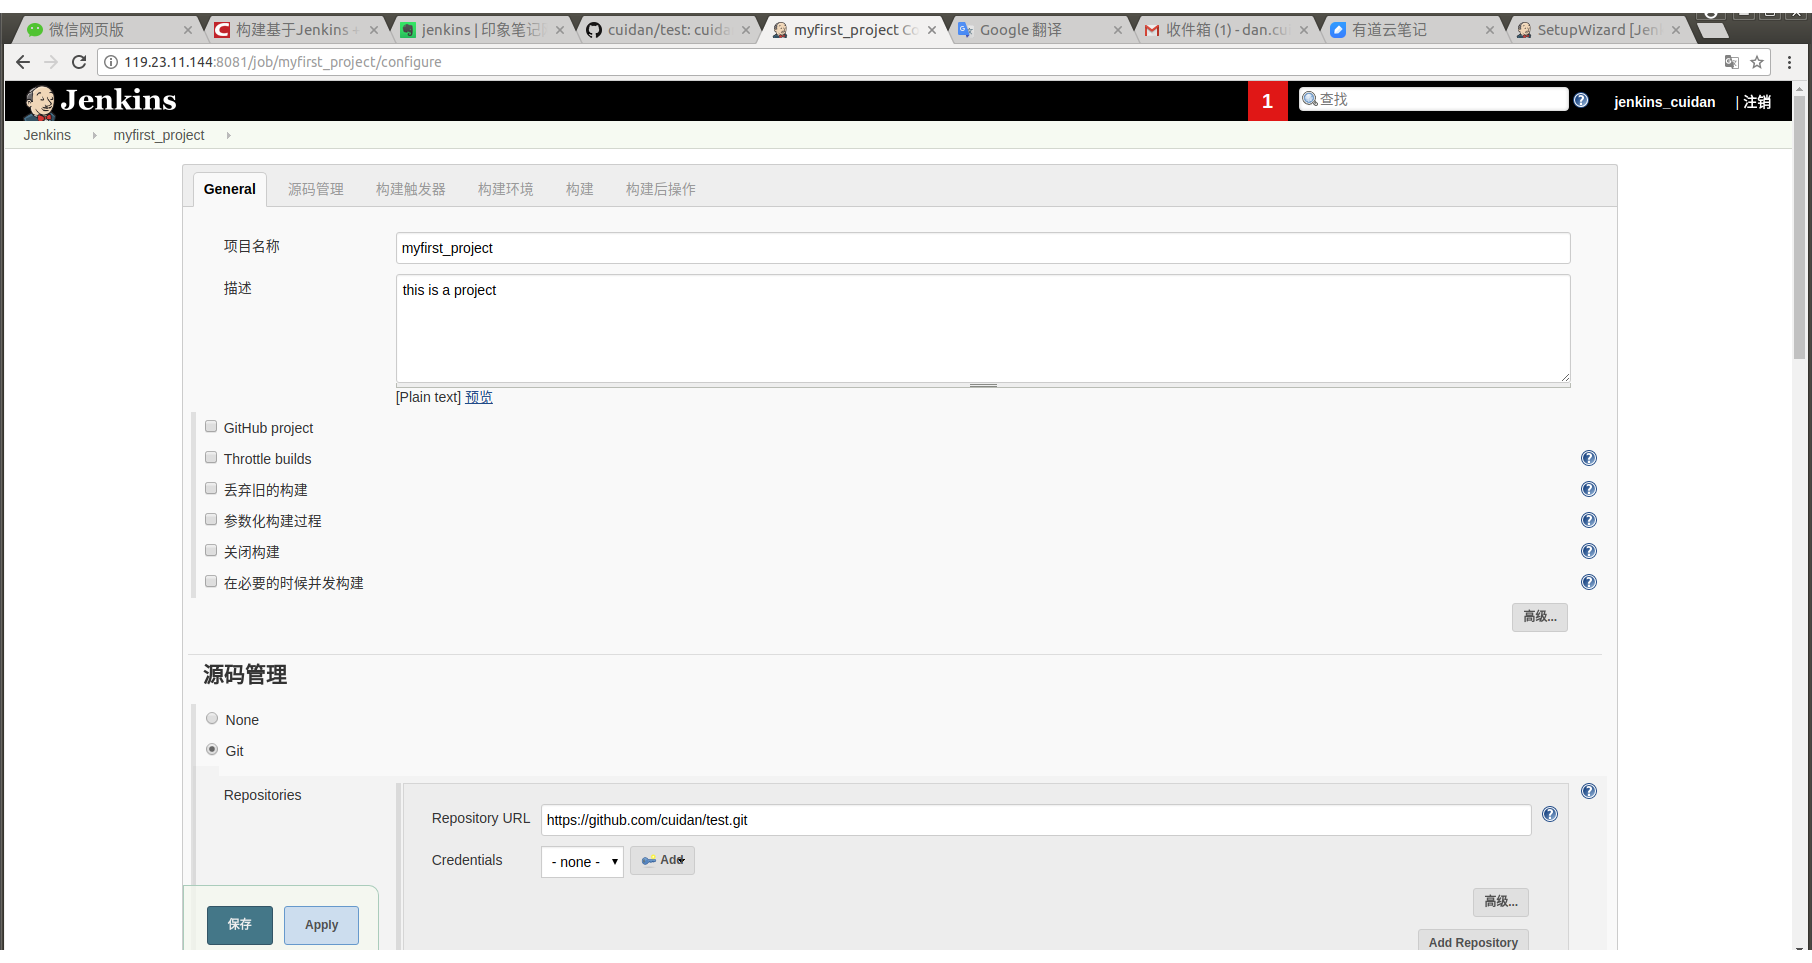 微信网页版
构建基于Jenkins +
jenkins | 印象笔记
cuidan/test: cuida
myfirst_project Co
Google 翻译
收件箱 (1) - dan.cu
有道云笔记
SetupWizard [Jen
119.23.11.144:8081/job/myfirst_project/configure
Jenkins
1
查找
jenkins_cuidan
| 注销
Jenkins
myfirst_project
General
源码管理
构建触发器
构建环境
构建
构建后操作
项目名称
myfirst_project
描述
this is a project
[Plain text] 预览
GitHub project
Throttle builds
丢弃旧的构建
参数化构建过程
关闭构建
在必要的时候并发构建
高级...
源码管理
None
Git
Repositories
Repository URL
https://github.com/cuidan/test.git
Credentials
- none -
Add
高级...
保存
Apply
Add Repository